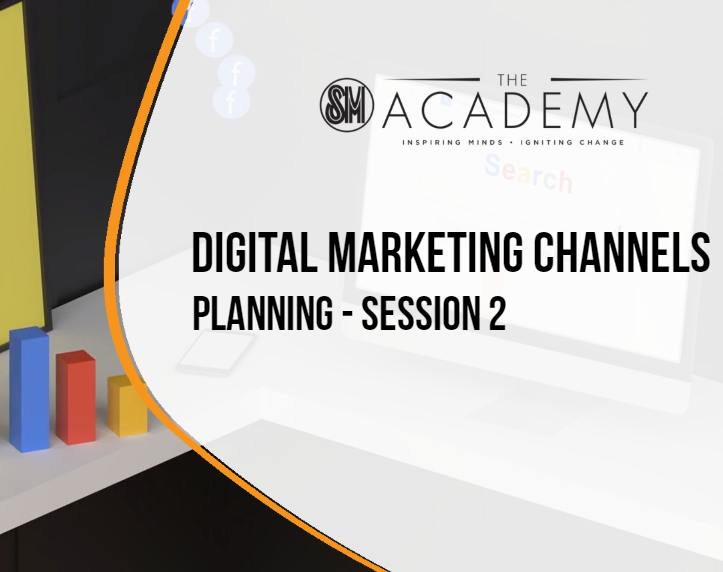 SM
THE
ACADEMY
INSPIRING MINDS • IGNITING CHANGE
Search
DIGITAL MARKETING CHANNELS
PLANNING - SESSION 2